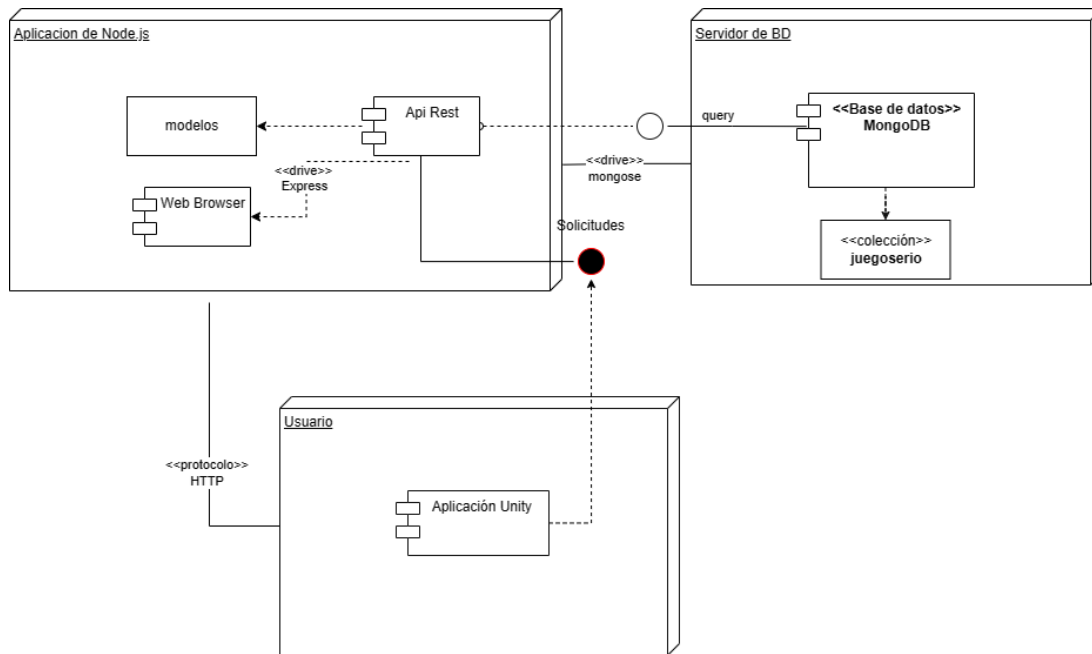 Aplicacion de Node.js
modelos
Api Rest
<<drive>>
Express
Web Browser
Solicitudes
query
<<drive>>
mongose
Servidor de BD
<<Base de datos>>
MongoDB
<<colección>>
juegoserio
<<protocolo>>
HTTP
Usuario
Aplicación Unity